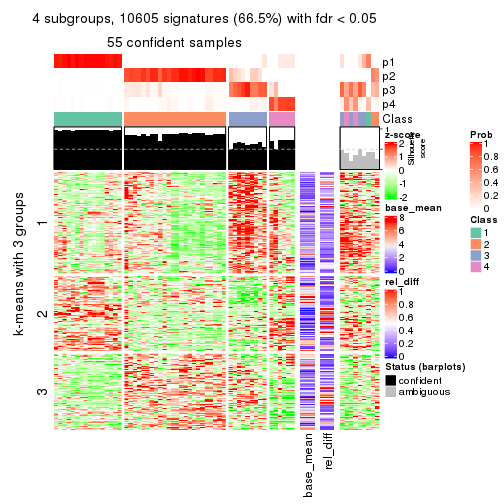 4 subgroups, 10605 signatures (66.5%) with fdr < 0.05
55 confident samples
p1
p2
p3
p4
Class
1
Silhouette
score
k-means with 3 groups
1
2
3
base_mean
rel_diff
z-score
2
1
0
-1
-2
base_mean
8
6
4
2
0
rel_diff
1
0.8
0.6
0.4
0.2
0
Status (barplots)
confident
ambiguous
Prob
1
0.8
0.6
0.4
0.2
0
Class
1
2
3
4